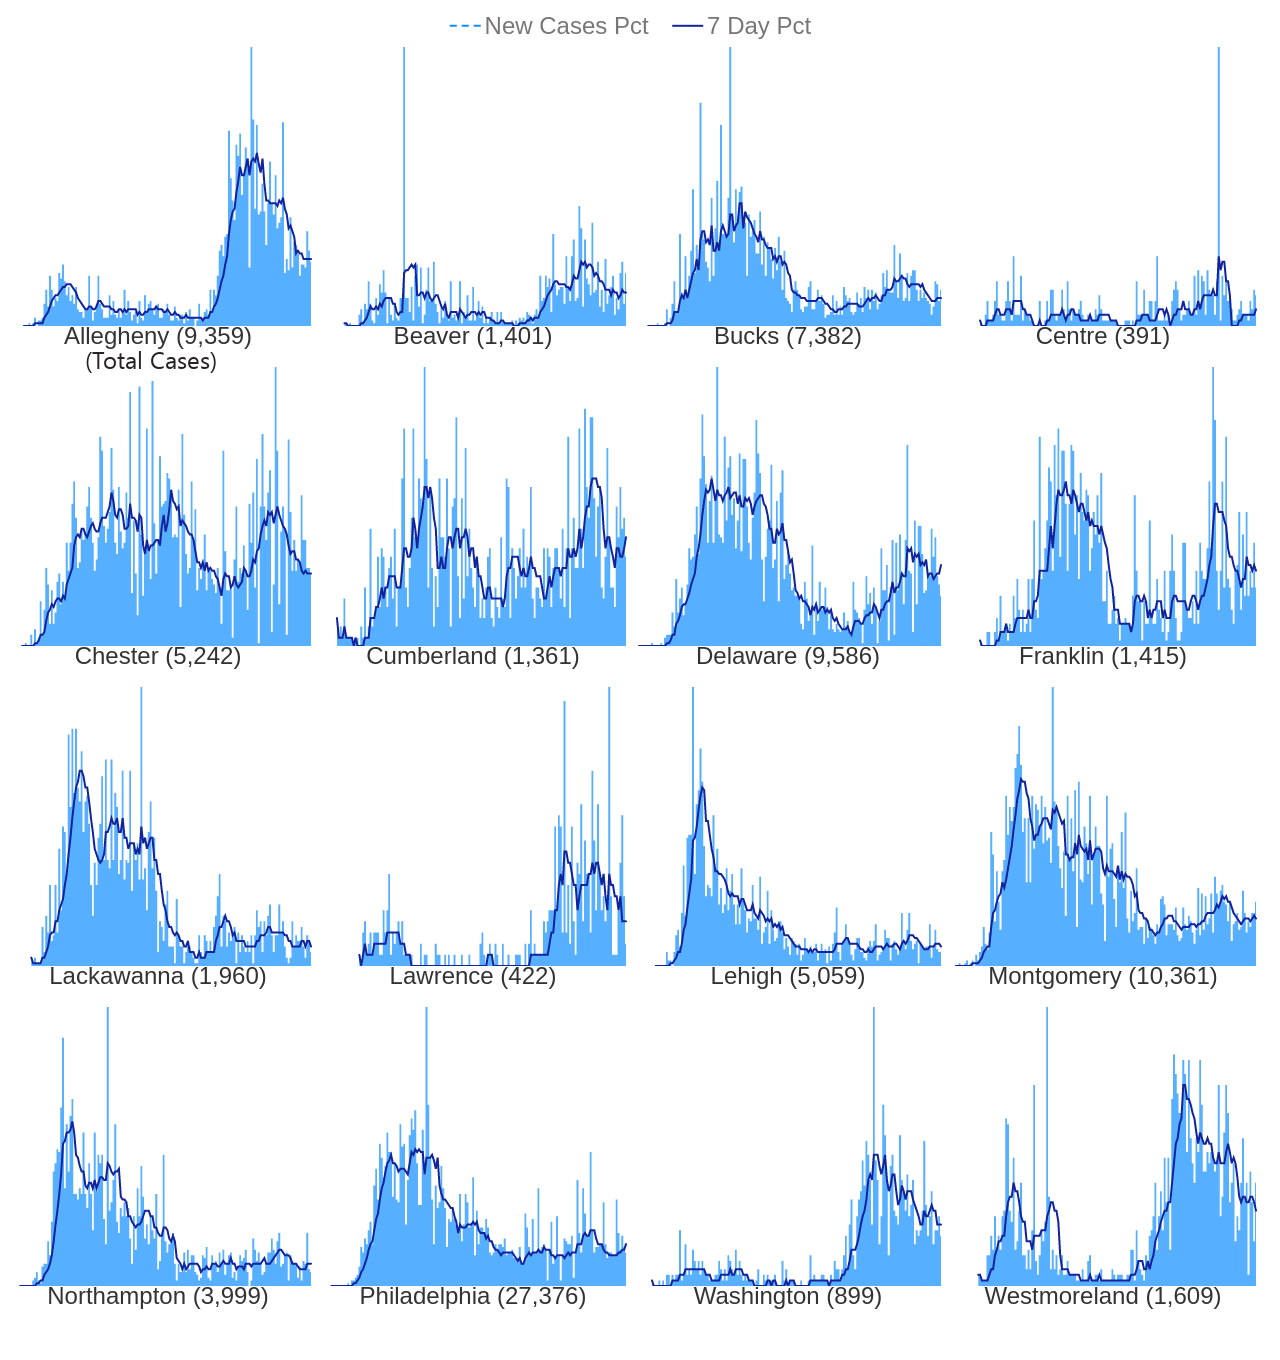 New Cases Pct 7 Day Pct
Allegheny (9,359) Beaver (1,401) Bucks (7,382) Centre (391)
(Total Cases)
Chester (5,242) Cumberland (1,361) Delaware (9,586) Franklin (1,415)
Lackawanna (1,960) Lawrence (422) Lehigh (5,059) Montgomery (10,361)
Northampton (3,999) Philadelphia (27,376) Washington (899) Westmoreland (1,609)